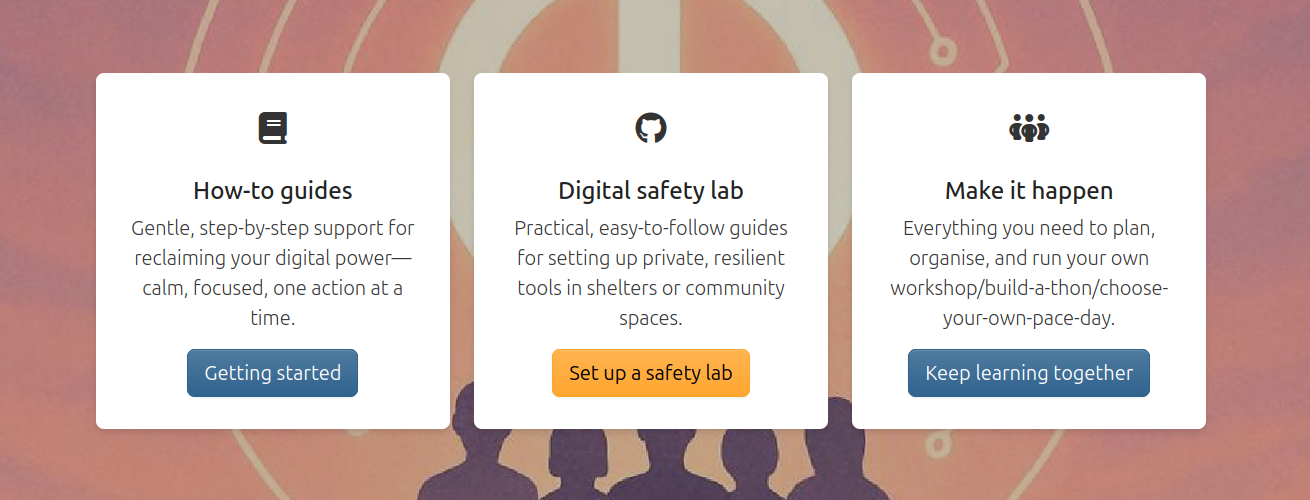 How-to guides
Gentle, step-by-step support for
reclaiming your digital power—
calm, focused, one action at a
time.
Getting started
Digital safety lab
Practical, easy-to-follow guides
for setting up private, resilient
tools in shelters or community
spaces.
Set up a safety lab
Make it happen
Everything you need to plan,
organise, and run your own
workshop/build-a-thon/choose-
your-own-pace-day.
Keep learning together